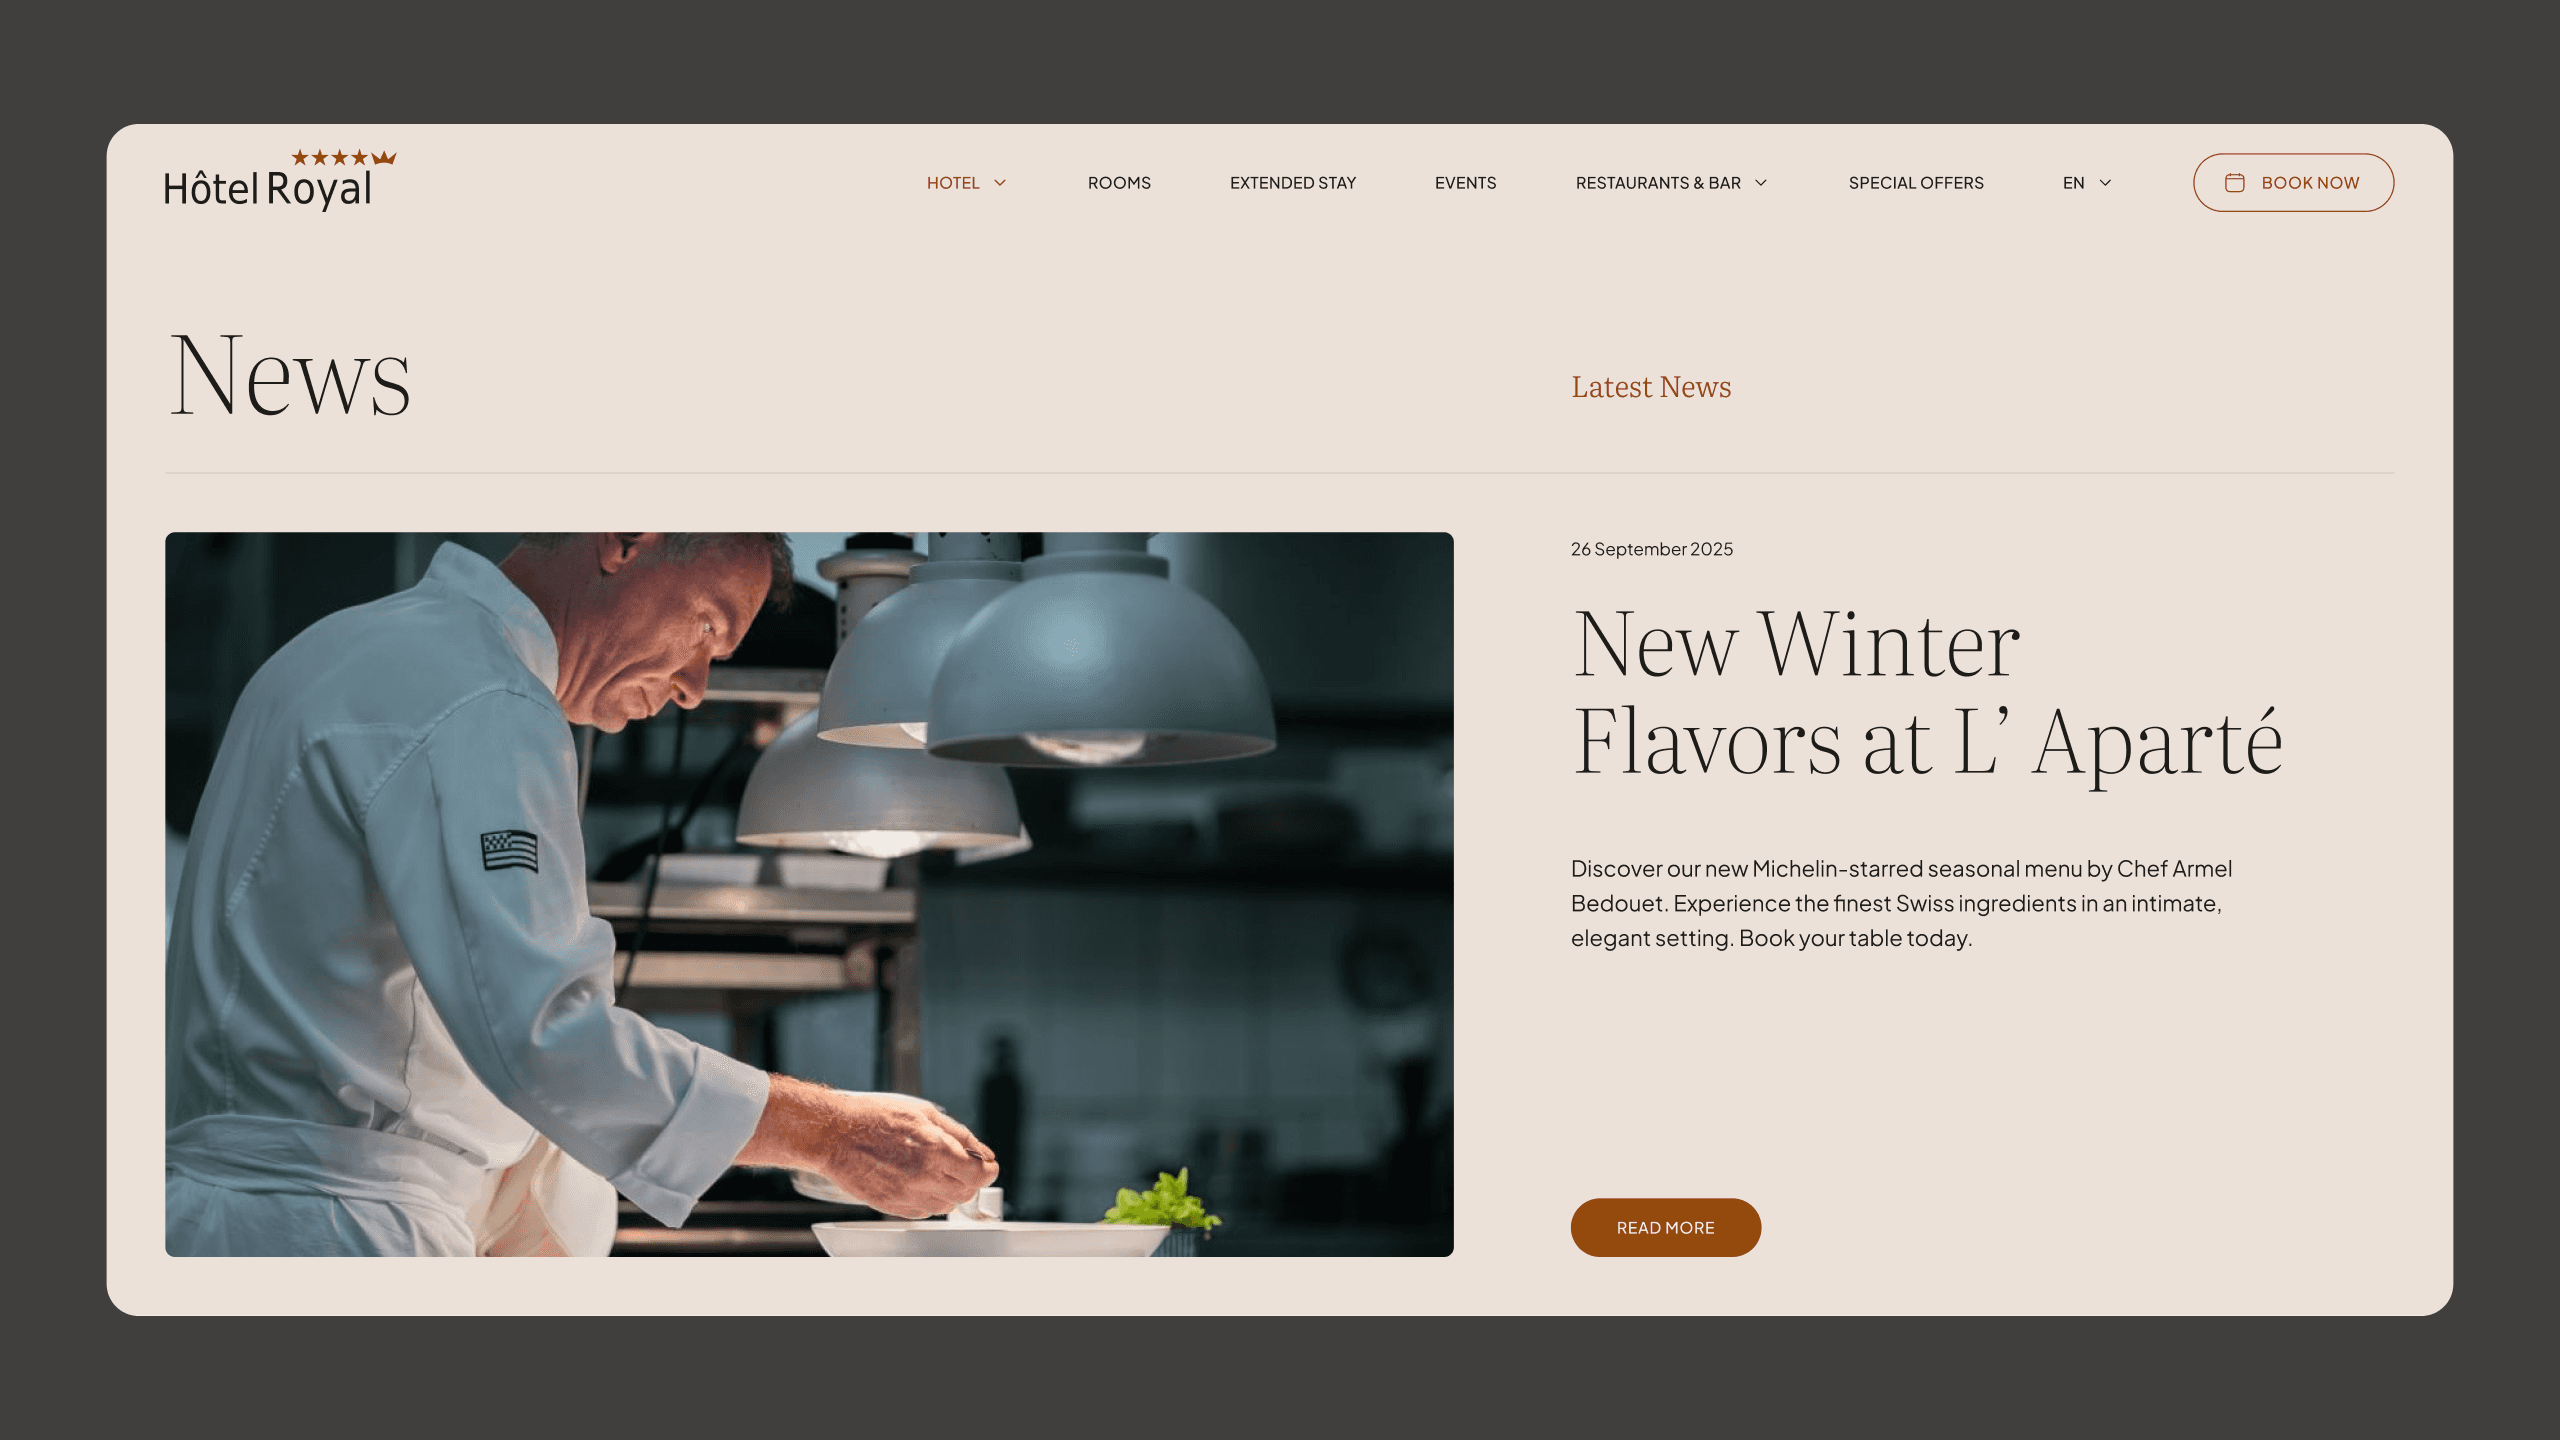 Hôtel Royal
HOTEL
ROOMS
EXTENDED STAY
EVENTS
RESTAURANTS & BAR
SPECIAL OFFERS
EN
BOOK NOW
News
Latest News
26 September 2025
New Winter
Flavors at L’ Aparté
Discover our new Michelin-starred seasonal menu by Chef Armel
Bedouet. Experience the finest Swiss ingredients in an intimate,
elegant setting. Book your table today.
READ MORE